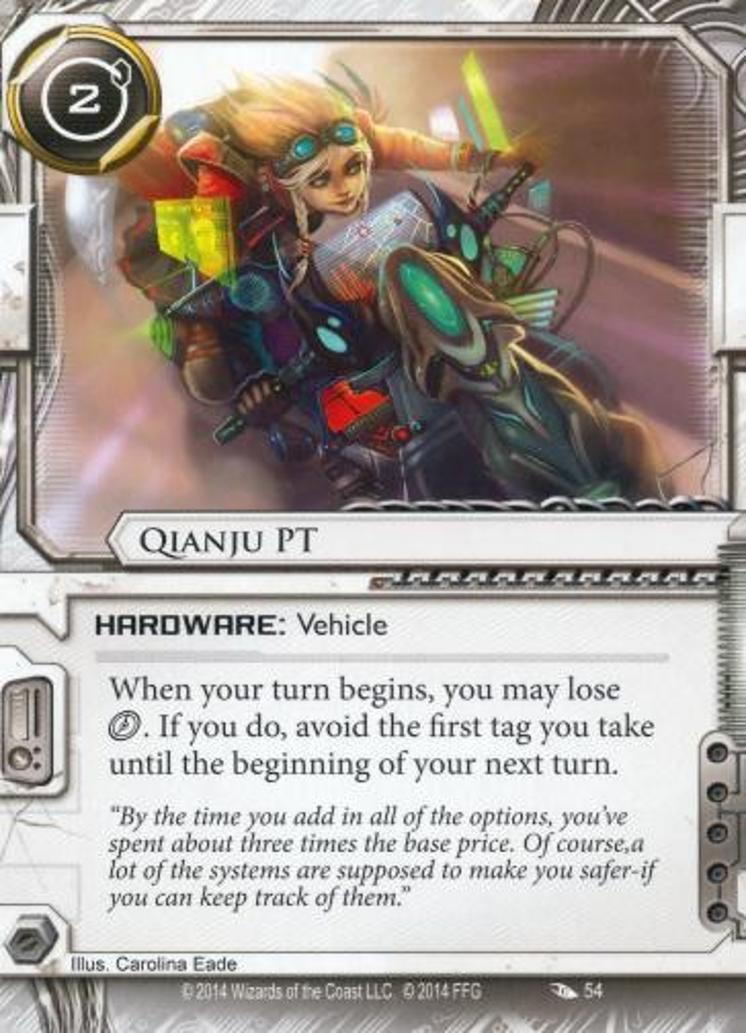 2
QIANJU PT
HARDWARE: Vehicle
When your turn begins, you may lose
. If you do, avoid the first tag you take
until the beginning of your next turn.
"By the time you add in all of the options, you've
spent about three times the base price. Of course,a
lot of the systems are supposed to make you safer-if
you can keep track of them."
Illus. Carolina Eade
© 2014 Wizards of the Coast LLC © 2014 FFG 54